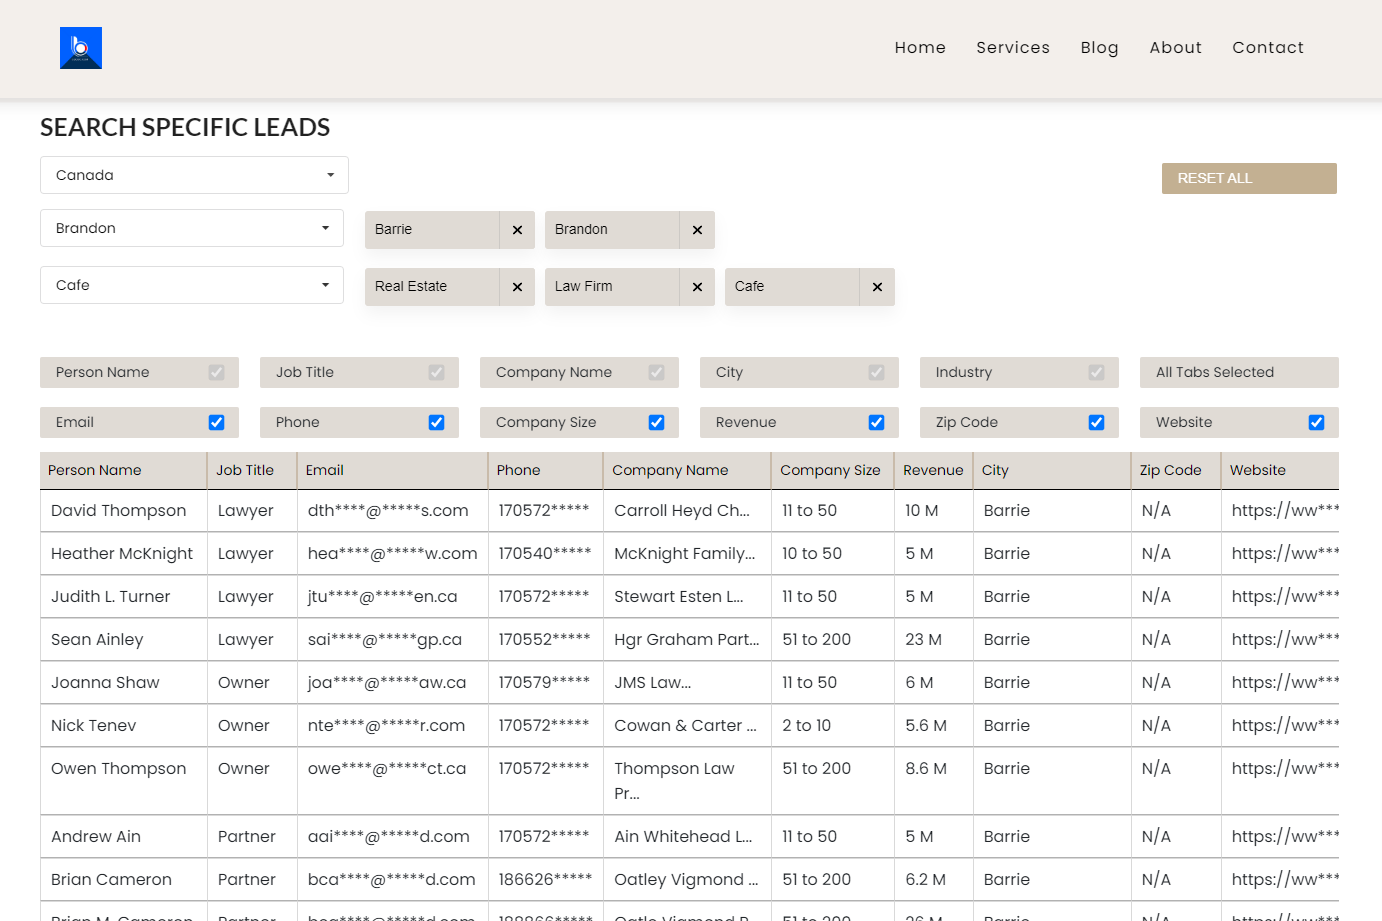 Home Services Blog About Contact
SEARCH SPECIFIC LEADS
Canada
RESET ALL
Brandon Barrie × Brandon ×
Cafe Real Estate × Law Firm × Cafe ×
Person Name Job Title Company Name City Industry All Tabs Selected
Email Phone Company Size Revenue Zip Code Website
Person Name Job Title Email Phone Company Name Company Size Revenue City Zip Code Website
David Thompson Lawyer dth****@*****s.com 170572***** Carroll Heyd Ch... 11 to 50 10 M Barrie N/A https://ww***
Heather McKnight Lawyer hea****@*****w.com 170540***** McKnight Family... 10 to 50 5 M Barrie N/A https://ww***
Judith L. Turner Lawyer jtu****@*****en.ca 170572***** Stewart Esten L... 11 to 50 5 M Barrie N/A https://ww***
Sean Ainley Lawyer sai****@*****gp.ca 170552***** Hgr Graham Part... 51 to 200 23 M Barrie N/A https://ww***
Joanna Shaw Owner joa****@*****aw.ca 170579***** JMS Law... 11 to 50 6 M Barrie N/A https://ww***
Nick Tenev Owner nte****@*****r.com 170572***** Cowan & Carter ... 2 to 10 5.6 M Barrie N/A https://ww***
Owen Thompson Owner owe****@*****ct.ca 170572***** Thompson Law 51 to 200 8.6 M Barrie N/A https://ww***
Pr...
Andrew Ain Partner aai****@*****d.com 170572***** Ain Whitehead L... 11 to 50 5 M Barrie N/A https://ww***
Brian Cameron Partner bca****@*****d.com 186626***** Oatley Vigmond ... 51 to 200 6.2 M Barrie N/A https://ww***
Brian M. Cameron Partner